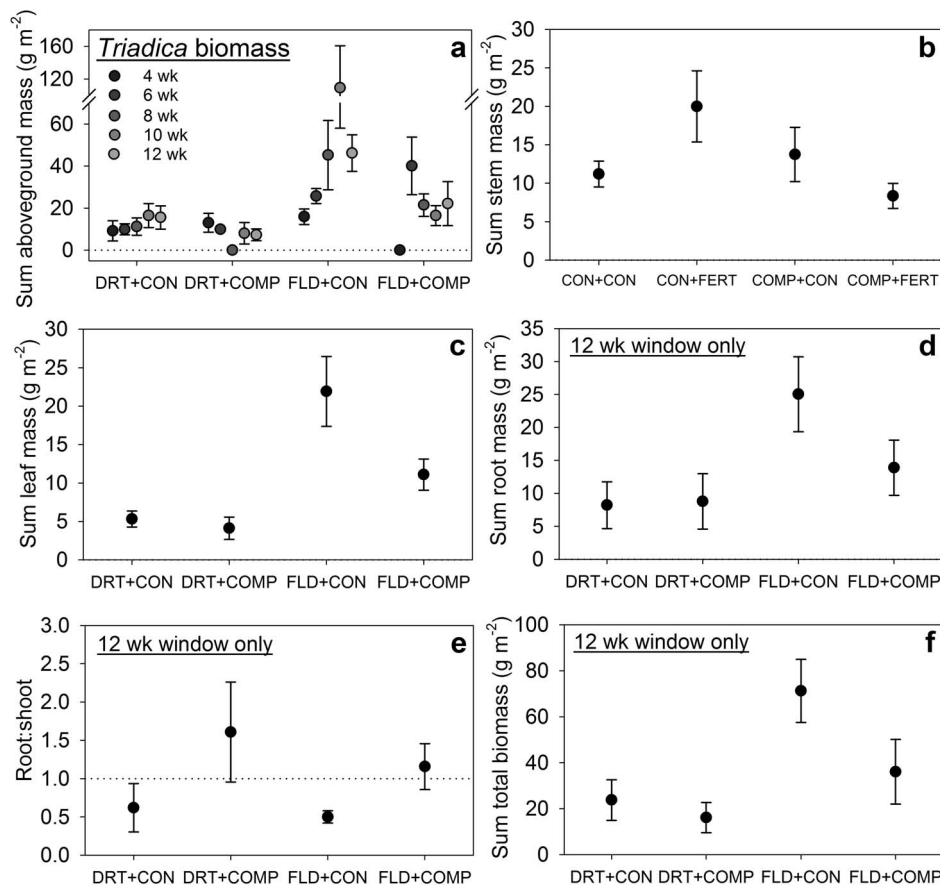 Triadica biomass
a
4 wk
6 wk
8 wk
10 wk
12 wk
160
120
60
40
20
0
Sum aboveground mass (g m⁻²)
DRT+CON DRT+COMP FLD+CON FLD+COMP
b
30
25
20
15
10
5
0
Sum stem mass (g m⁻²)
CON+CON CON+FERT COMP+CON COMP+FERT
c
30
25
20
15
10
5
0
Sum leaf mass (g m⁻²)
DRT+CON DRT+COMP FLD+CON FLD+COMP
12 wk window only
d
35
30
25
20
15
10
5
0
Sum root mass (g m⁻²)
DRT+CON DRT+COMP FLD+CON FLD+COMP
12 wk window only
e
3.0
2.5
2.0
1.5
1.0
0.5
0.0
Root:shoot
DRT+CON DRT+COMP FLD+CON FLD+COMP
12 wk window only
f
100
80
60
40
20
0
Sum total biomass (g m⁻²)
DRT+CON DRT+COMP FLD+CON FLD+COMP